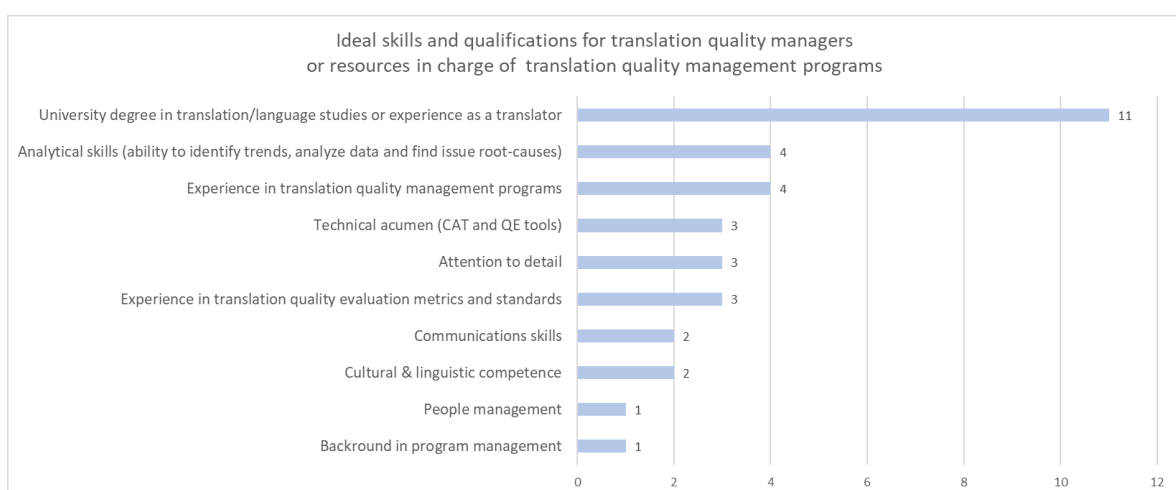 Ideal skills and qualifications for translation quality managers
or resources in charge of translation quality management programs
University degree in translation/language studies or experience as a translator
11
Analytical skills (ability to identify trends, analyze data and find issue root-causes)
4
Experience in translation quality management programs
4
Technical acumen (CAT and QE tools)
3
Attention to detail
3
Experience in translation quality evaluation metrics and standards
3
Communications skills
2
Cultural & linguistic competence
2
People management
1
Backround in program management
1
0 2 4 6 8 10 12